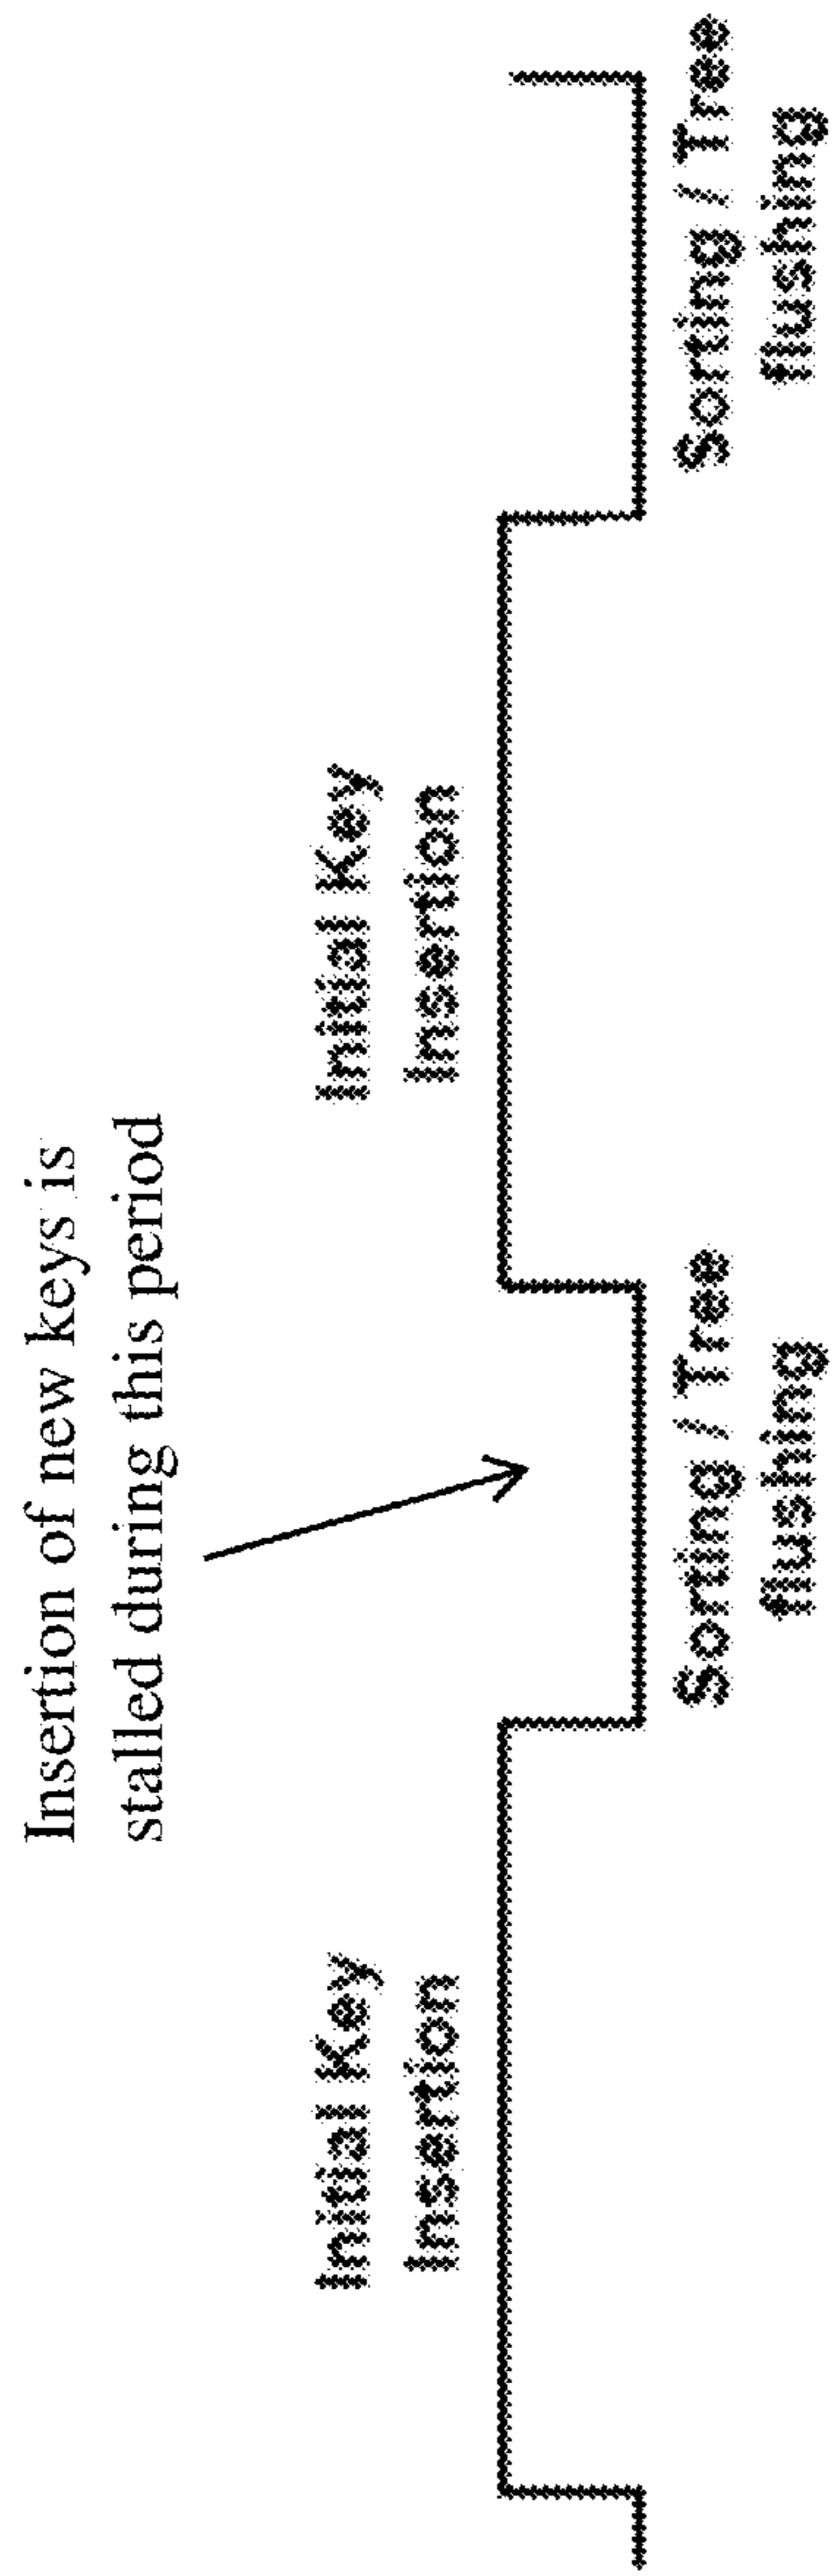 Insertion of new keys is
stalled during this period
Initial Key
Insertion
Initial Key
Insertion
Sorting / Tree
flushing
Sorting / Tree
flushing